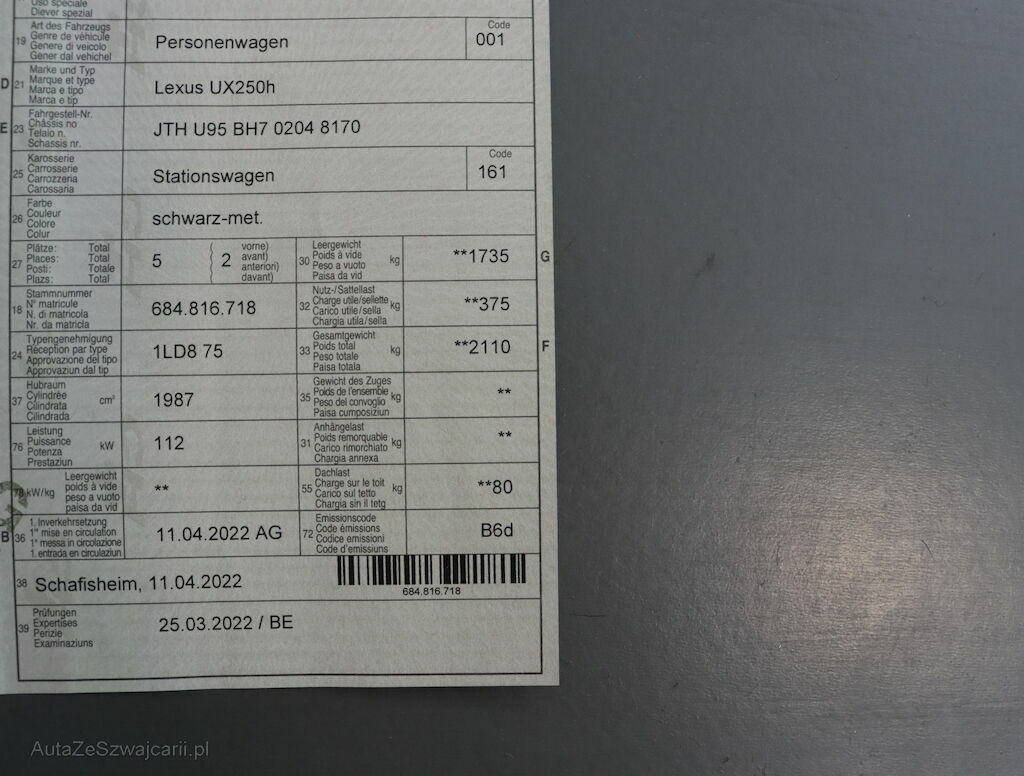 Uso speciale
Diever spezial
19 Art des Fahrzeugs
Genre de véhicule
Genere di veicolo
Gener dal vehichel
Personenwagen
Code
001
D 21 Marke und Typ
Marque et type
Marca e tipo
Marca e tip
Lexus UX250h
E 23 Fahrgestell-Nr.
Châssis no
Telaio n.
Schassis nr.
JTH U95 BH7 0204 8170
25 Karosserie
Carrosserie
Carrozzeria
Carossaria
Stationswagen
Code
161
26 Farbe
Couleur
Colore
Colur
schwarz-met.
27 Plätze: Total
Places: Total
Posti: Totale
Plazs: Total
5
2
vorne)
avant)
anteriori)
davant)
30 Leergewicht
Poids à vide
Peso a vuoto
Paisa da vid
kg
**1735
G
18 Stammnummer
N° matricule
N. di matricola
Nr. da matricla
684.816.718
32 Nutz-/Sattellast
Charge utile/sellette
Carico utile/sella
Chargia utila/sella
kg
**375
24 Typengenehmigung
Réception par type
Approvazione del tipo
Approvaziun dal tip
1LD8 75
33 Gesamtgewicht
Poids total
Peso totale
Paisa totala
kg
**2110
F
37 Hubraum
Cylindrée
Cilindrata
Cilindrada
cm³
1987
35 Gewicht des Zuges
Poids de l'ensemble
Peso del convoglio
Paisa cumposiziun
kg
**
76 Leistung
Puissance
Potenza
Prestaziun
kW
112
31 Anhängelast
Poids remorquable
Carico rimorchiato
Chargia annexa
kg
**
78 kW/kg
Leergewicht
poids à vide
peso a vuoto
paisa da vid
**
55 Dachlast
Charge sur le toit
Carico sul tetto
Chargia sin il tetg
kg
**80
B 36 1. Inverkehrsetzung
1re mise en circulation
1a messa in circolazione
1. entrada en circulaziun
11.04.2022 AG
72 Emissionscode
Code émissions
Codice emissioni
Code d'emissiuns
B6d
38 Schafisheim, 11.04.2022
684.816.718
39 Prüfungen
Expertises
Perizie
Examinaziuns
25.03.2022 / BE
AutaZeSzwajcarii.pl